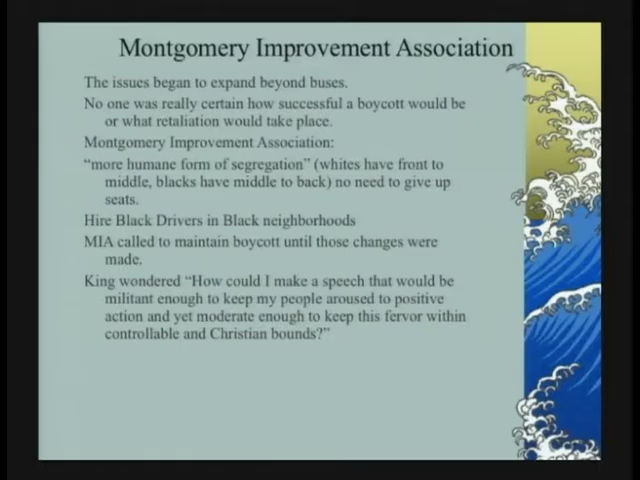 Montgomery Improvement Association
The issues began to expand beyond buses.
No one was really certain how successful a boycott would be
or what retaliation would take place.
Montgomery Improvement Association:
“more humane form of segregation” (whites have front to
middle, blacks have middle to back) no need to give up
seats.
Hire Black Drivers in Black neighborhoods
MIA called to maintain boycott until those changes were
made.
King wondered “How could I make a speech that would be
militant enough to keep my people aroused to positive
action and yet moderate enough to keep this fervor within
controllable and Christian bounds?”